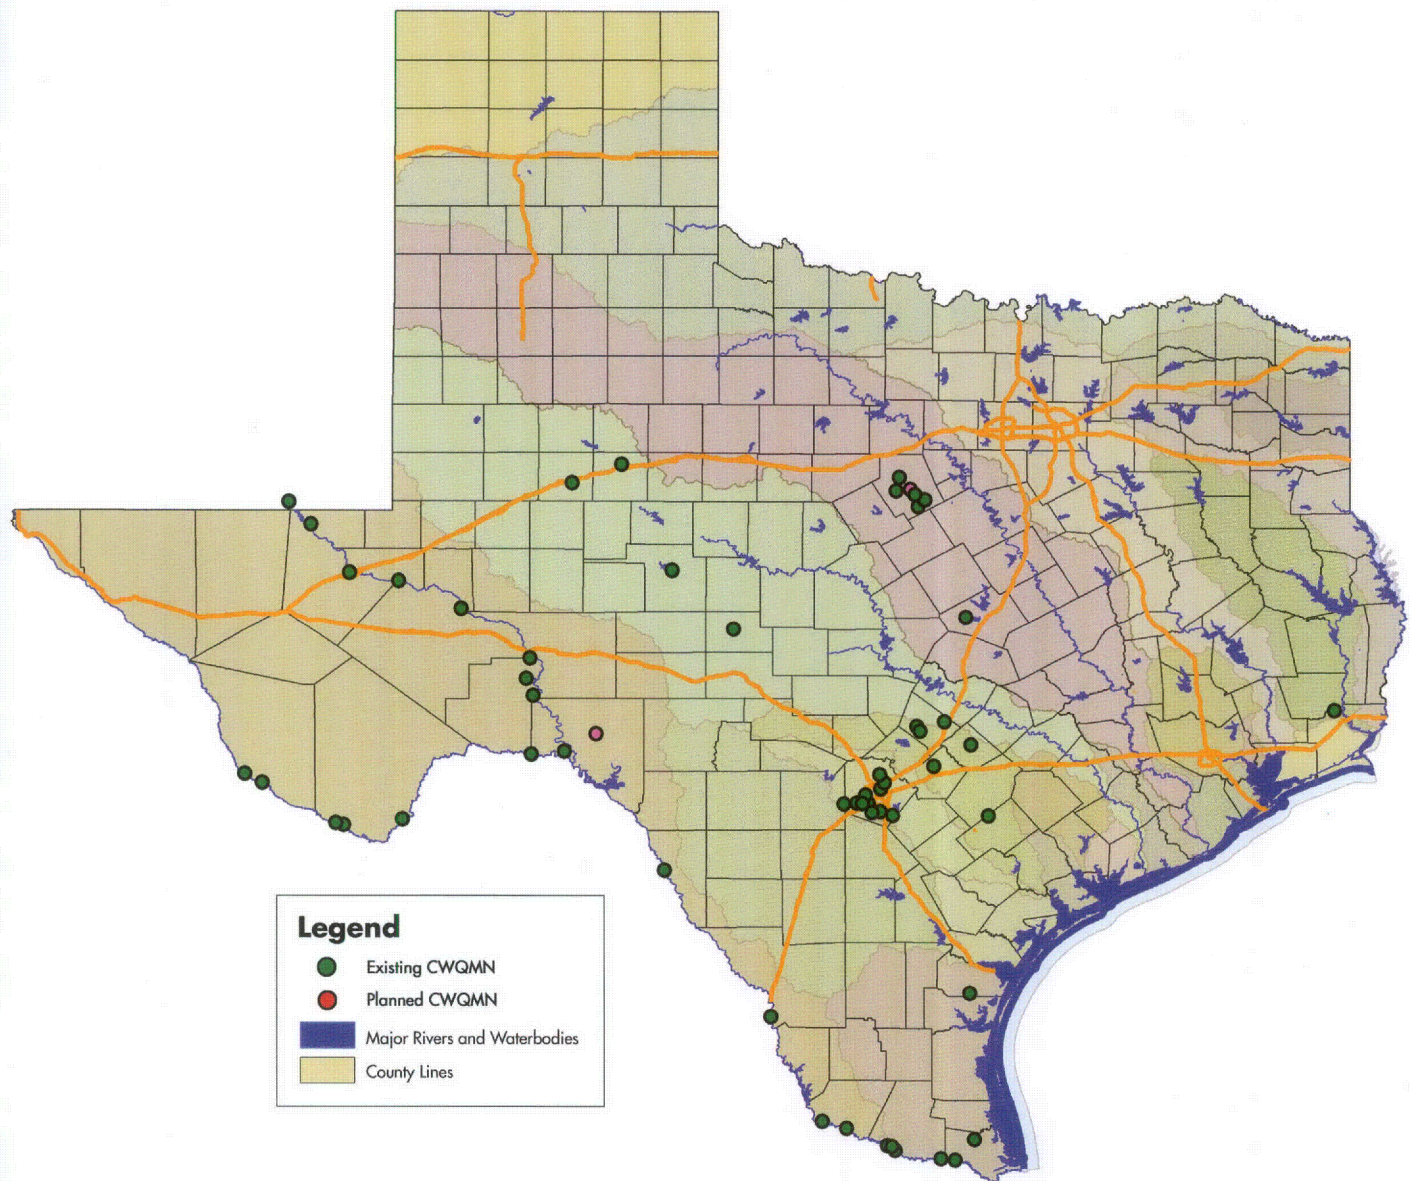 Legend
Existing CWQMN
Planned CWQMN
Major Rivers and Waterbodies
County Lines